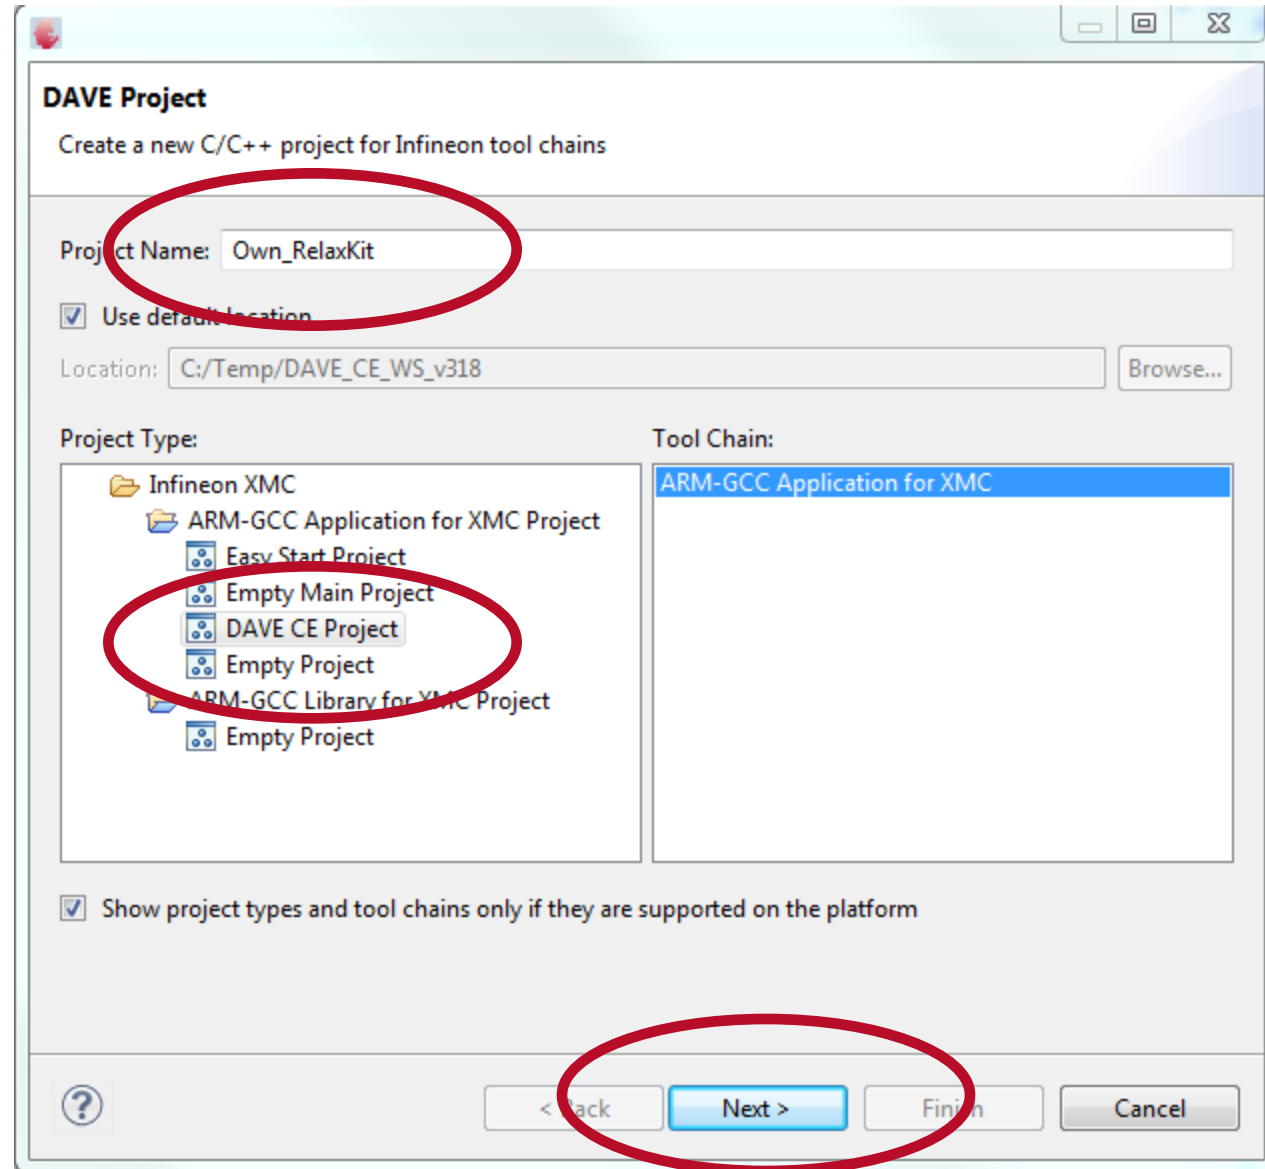 DAVE Project
Create a new C/C++ project for Infineon tool chains
Project Name: Own_RelaxKit
Use default location
Location: C:/Temp/DAVE_CE_WS_v318 Browse...
Project Type: Tool Chain:
Infineon XMC ARM-GCC Application for XMC
ARM-GCC Application for XMC Project
Easy Start Project
Empty Main Project
DAVE CE Project
Empty Project
ARM-GCC Library for XMC Project
Empty Project
Show project types and tool chains only if they are supported on the platform
? < Back Next > Finish Cancel